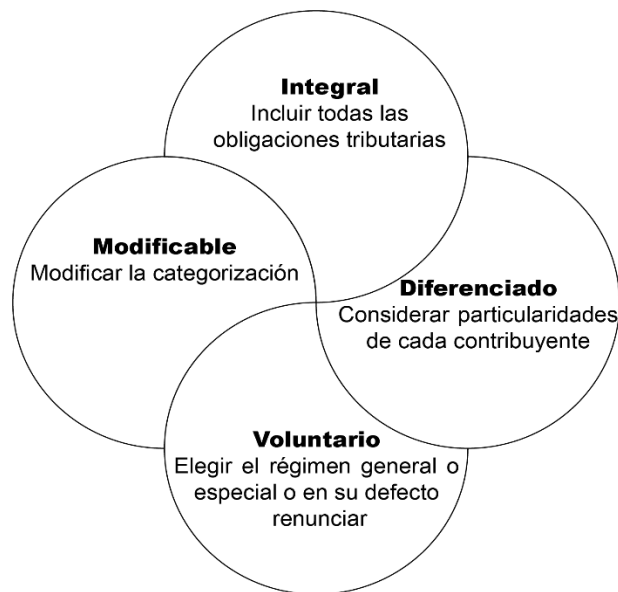 Integral
Incluir todas las
obligaciones tributarias
Modificable
Modificar la categorización
Diferenciado
Considerar particularidades
de cada contribuyente
Voluntario
Elegir el régimen general o
especial o en su defecto
renunciar